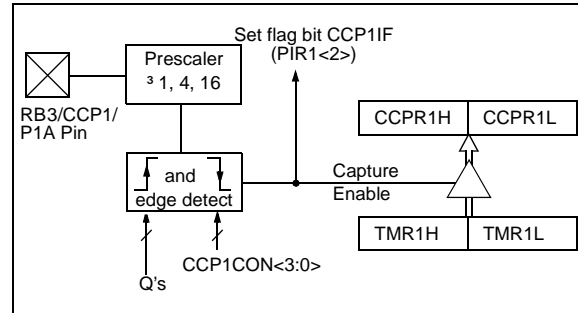 Set flag bit CCP1IF
(PIR1<2>)
Prescaler
³ 1, 4, 16
RB3/CCP1/
P1A Pin
CCPR1H
CCPR1L
and
edge detect
Capture
Enable
TMR1H
TMR1L
CCP1CON<3:0>
Q's